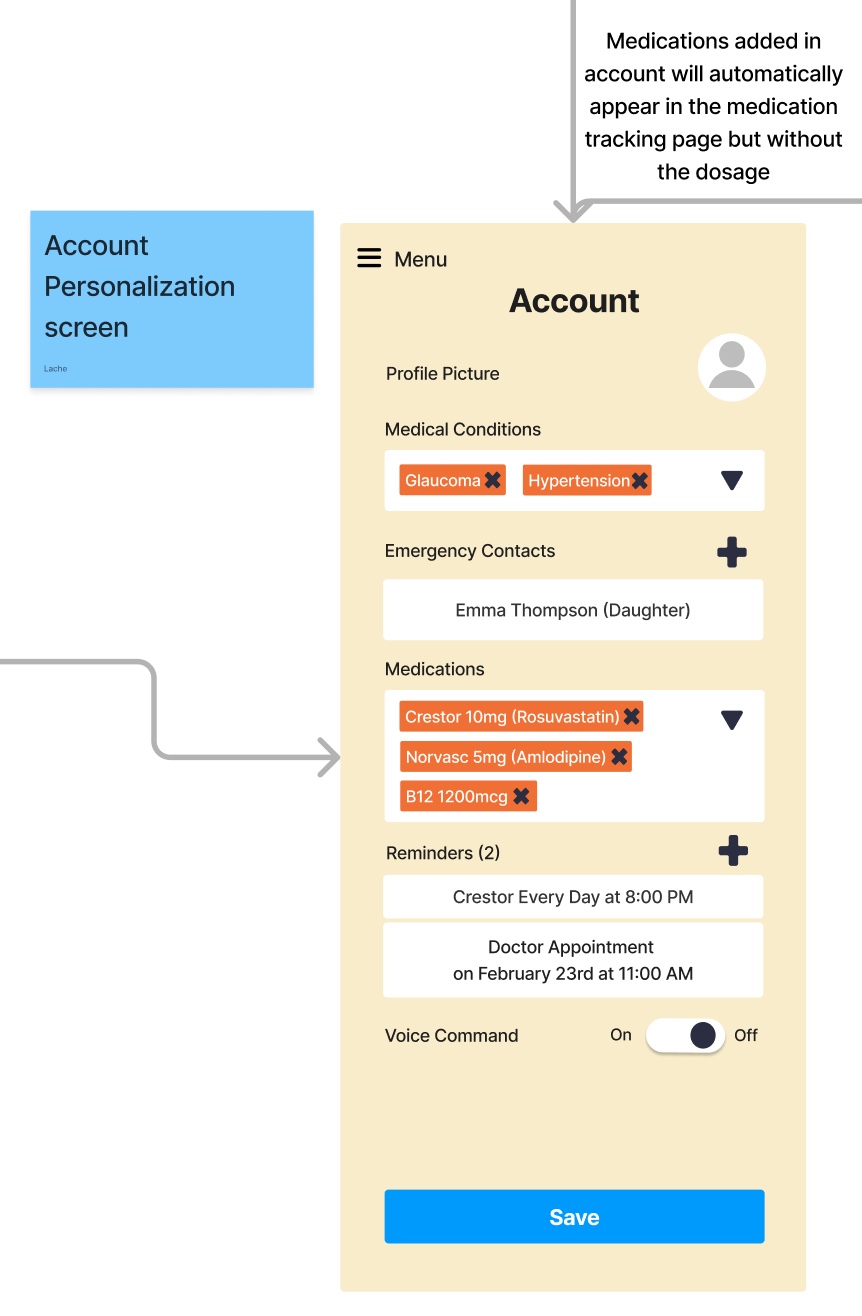 Medications added in
account will automatically
appear in the medication
tracking page but without
the dosage
Account
Personalization
screen
Lache
Menu
Account
Profile Picture
Medical Conditions
Glaucoma
Hypertension
Emergency Contacts
Emma Thompson (Daughter)
Medications
Crestor 10mg (Rosuvastatin)
Norvasc 5mg (Amlodipine)
B12 1200mcg
Reminders (2)
Crestor Every Day at 8:00 PM
Doctor Appointment
on February 23rd at 11:00 AM
Voice Command
On
Off
Save